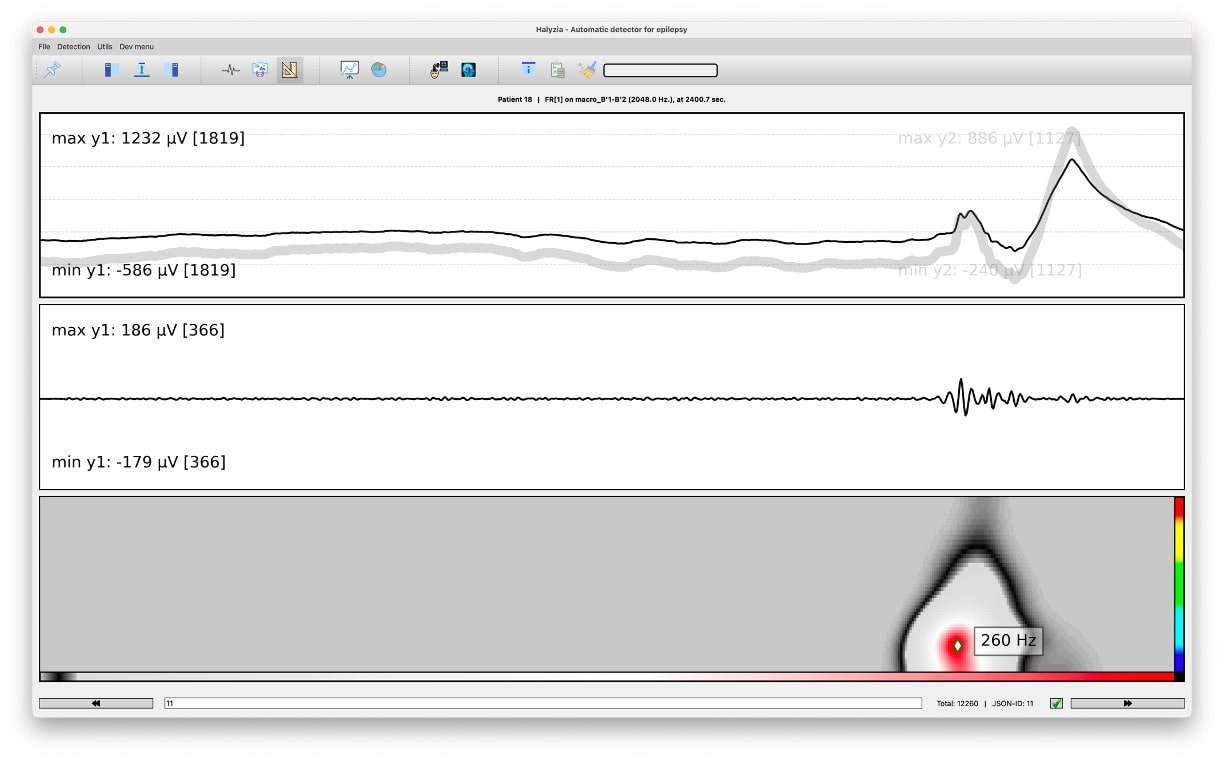 Halyzia - Automatic detector for epilepsy
File Detection Utils Dev menu
Patient 18 | FR[1] on macro_B'1-B'2 (2048.0 Hz.), at 2400.7 sec.
max y1: 1232 µV [1819] max y2: 886 µV [1127]
min y1: -586 µV [1819] min y2: -240 µV [1127]
max y1: 186 µV [366]
min y1: -179 µV [366]
260 Hz
11 Total: 12260 | JSON-ID: 11